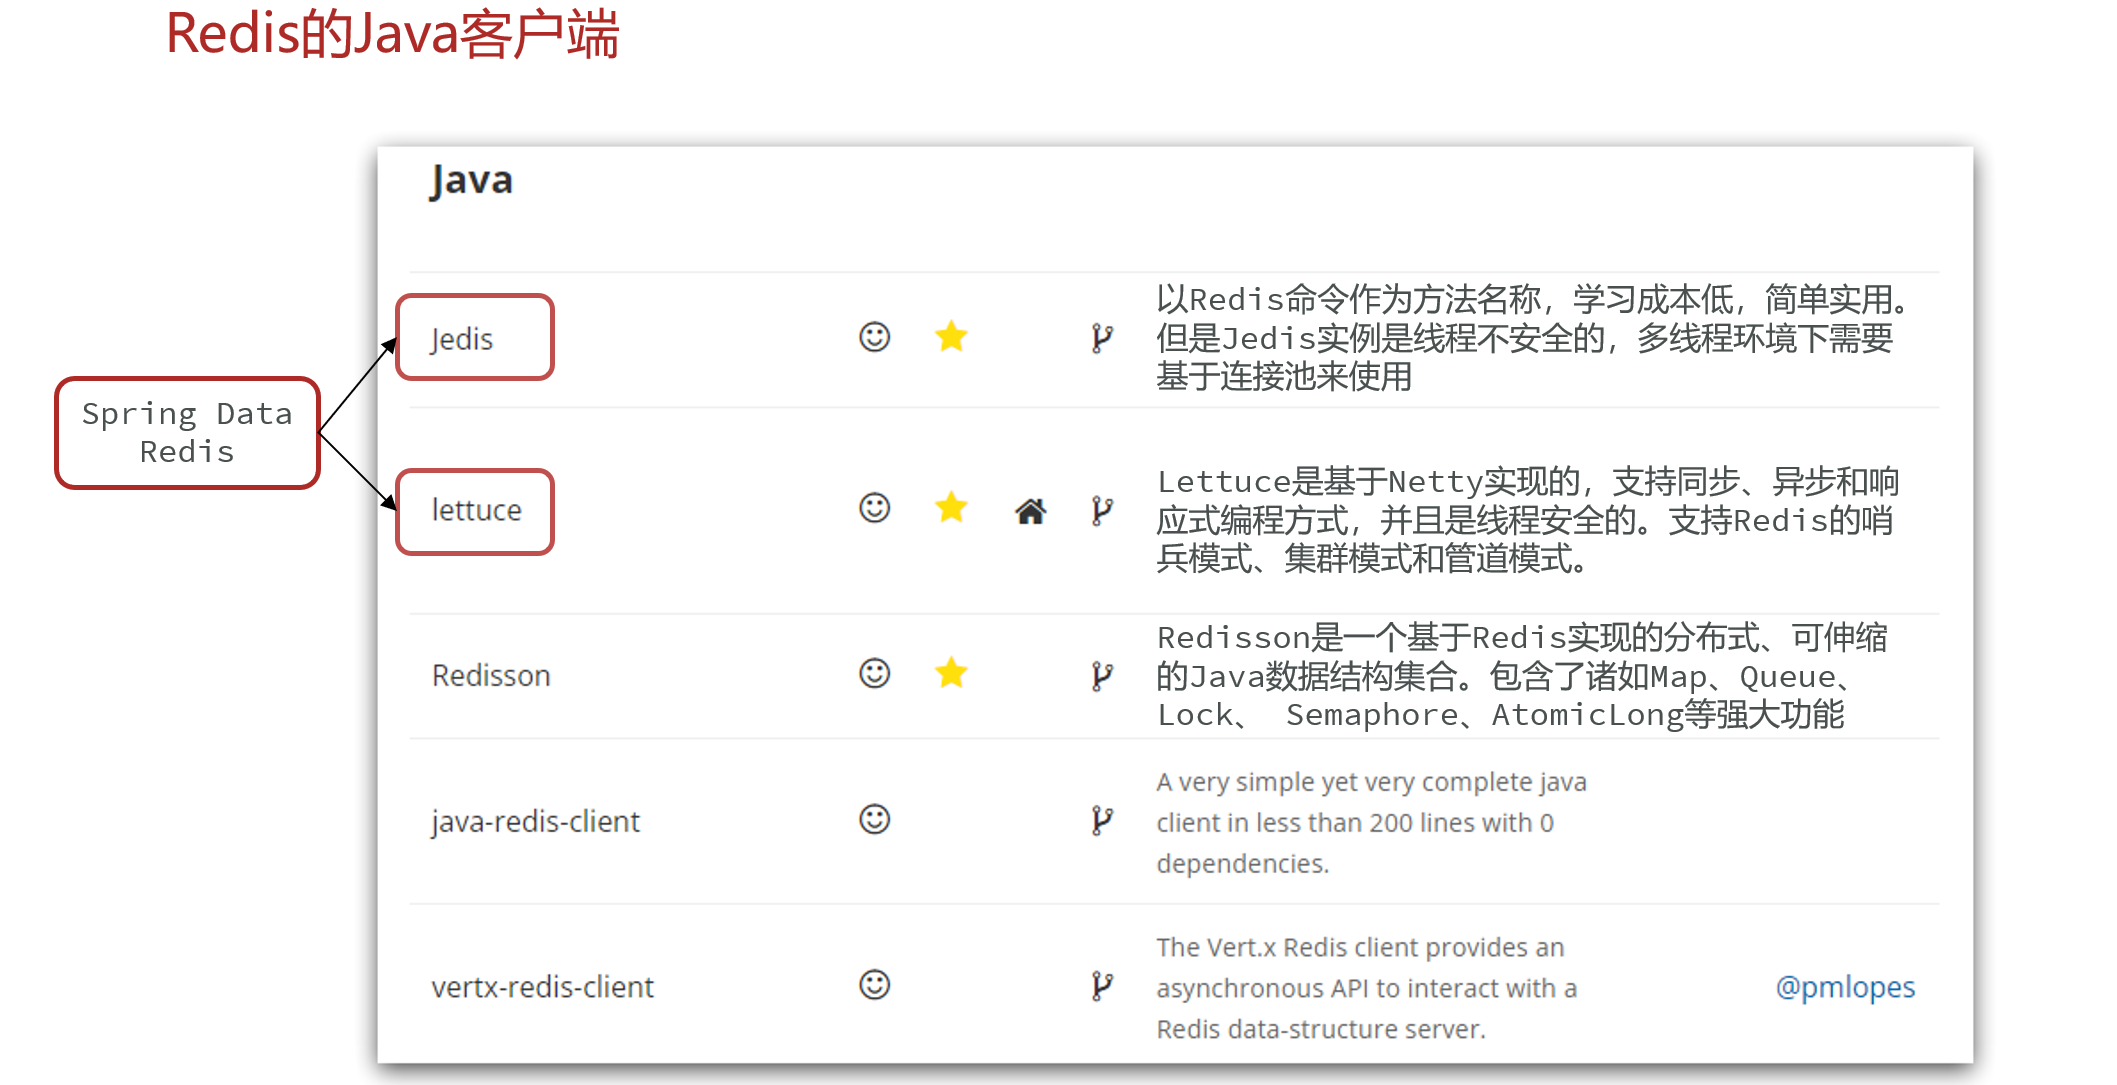 Redis的Java客户端
Java
Spring Data
Redis
Jedis
以Redis命令作为方法名称，学习成本低，简单实用。
但是Jedis实例是线程不安全的，多线程环境下需要
基于连接池来使用
lettuce
Lettuce是基于Netty实现的，支持同步、异步和响
应式编程方式，并且是线程安全的。支持Redis的哨
兵模式、集群模式和管道模式。
Redisson
Redisson是一个基于Redis实现的分布式、可伸缩
的Java数据结构集合。包含了诸如Map、Queue、
Lock、 Semaphore、AtomicLong等强大功能
java-redis-client
A very simple yet very complete java
client in less than 200 lines with 0
dependencies.
vertx-redis-client
The Vert.x Redis client provides an
asynchronous API to interact with a
Redis data-structure server.
@pmlopes